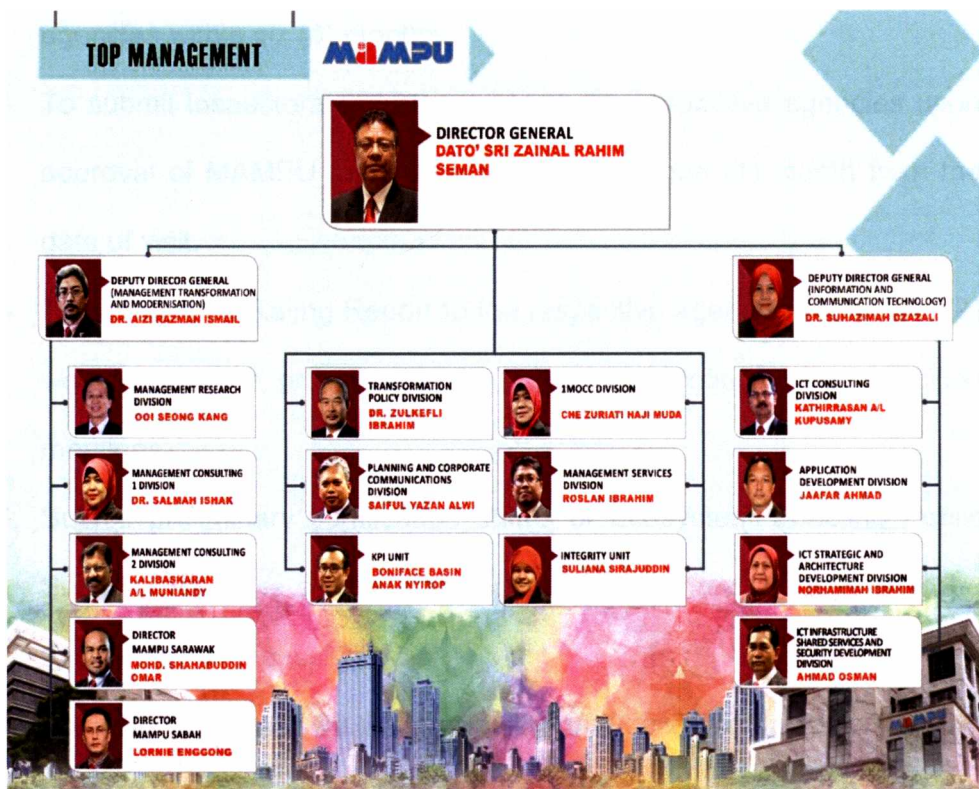 TOP MANAGEMENT
MAMPU
DIRECTOR GENERAL
DATO' SRI ZAINAL RAHIM
SEMAN
DEPUTY DIRECOR GENERAL
(MANAGEMENT TRANSFORMATION
AND MODERNISATION)
DR. AIZI RAZMAN ISMAIL
DEPUTY DIRECTOR GENERAL
(INFORMATION AND
COMMUNICATION TECHNOLOGY)
DR. SUHAZIMAH DZAZALI
MANAGEMENT RESEARCH
DIVISION
OOI SEONG KANG
MANAGEMENT CONSULTING
1 DIVISION
DR. SALMAH ISHAK
MANAGEMENT CONSULTING
2 DIVISION
KALIBASKARAN
A/L MUNIANDY
DIRECTOR
MAMPU SARAWAK
MOHD. SHAHABUDDIN
OMAR
DIRECTOR
MAMPU SABAH
LORNIE ENGGONG
TRANSFORMATION
POLICY DIVISION
DR. ZULKEFLI
IBRAHIM
PLANNING AND CORPORATE
COMMUNICATIONS
DIVISION
SAIFUL YAZAN ALWI
KPI UNIT
BONIFACE BASIN
ANAK NYIROP
1MOCC DIVISION
CHE ZURIATI HAJI MUDA
MANAGEMENT SERVICES
DIVISION
ROSLAN IBRAHIM
INTEGRITY UNIT
SULIANA SIRAJUDDIN
ICT CONSULTING
DIVISION
KATHIRRASAN A/L
KUPUSAMY
APPLICATION
DEVELOPMENT DIVISION
JAAFAR AHMAD
ICT STRATEGIC AND
ARCHITECTURE
DEVELOPMENT DIVISION
NORHAMIMAH IBRAHIM
ICT INFRASTRUCTURE
SHARED SERVICES AND
SECURITY DEVELOPMENT
DIVISION
AHMAD OSMAN
MAMPU